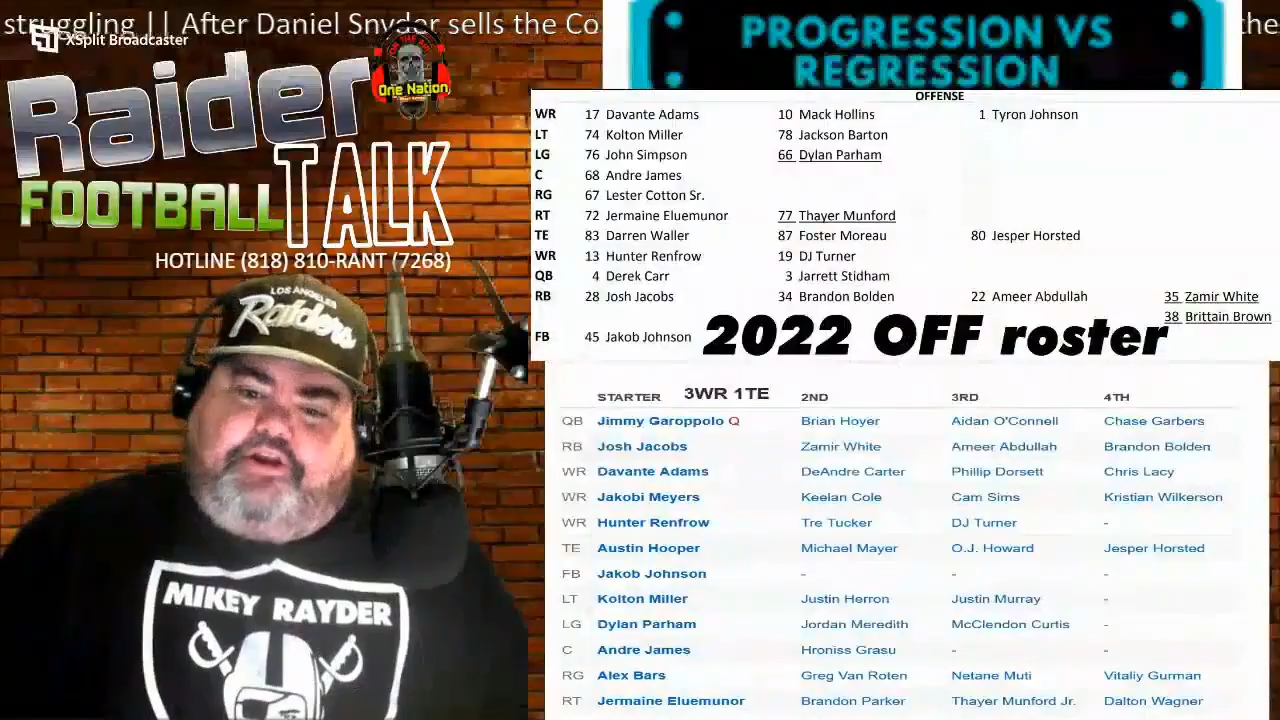 struggling || After Daniel Snyder sells the Co
the
XSplit Broadcaster
Raider
FOOTBALL
TALK
One Nation
HOTLINE (818) 810-RANT (7268)
LOS ANGELES
Raiders
MIKEY RAYDER
PROGRESSION VS
REGRESSION
OFFENSE
WR 17 Davante Adams 10 Mack Hollins 1 Tyron Johnson
LT 74 Kolton Miller 78 Jackson Barton
LG 76 John Simpson 66 Dylan Parham
C 68 Andre James
RG 67 Lester Cotton Sr.
RT 72 Jermaine Eluemunor 77 Thayer Munford
TE 83 Darren Waller 87 Foster Moreau 80 Jesper Horsted
WR 13 Hunter Renfrow 19 DJ Turner
QB 4 Derek Carr 3 Jarrett Stidham
RB 28 Josh Jacobs 34 Brandon Bolden 22 Ameer Abdullah 35 Zamir White
38 Brittain Brown
FB 45 Jakob Johnson
2022 OFF roster
STARTER 3WR 1TE 2ND 3RD 4TH
QB Jimmy Garoppolo Q Brian Hoyer Aidan O'Connell Chase Garbers
RB Josh Jacobs Zamir White Ameer Abdullah Brandon Bolden
WR Davante Adams DeAndre Carter Phillip Dorsett Chris Lacy
WR Jakobi Meyers Keelan Cole Cam Sims Kristian Wilkerson
WR Hunter Renfrow Tre Tucker DJ Turner -
TE Austin Hooper Michael Mayer O.J. Howard Jesper Horsted
FB Jakob Johnson - - -
LT Kolton Miller Justin Herron Justin Murray -
LG Dylan Parham Jordan Meredith McClendon Curtis -
C Andre James Hroniss Grasu - -
RG Alex Bars Greg Van Roten Netane Muti Vitaliy Gurman
RT Jermaine Eluemunor Brandon Parker Thayer Munford Jr. Dalton Wagner